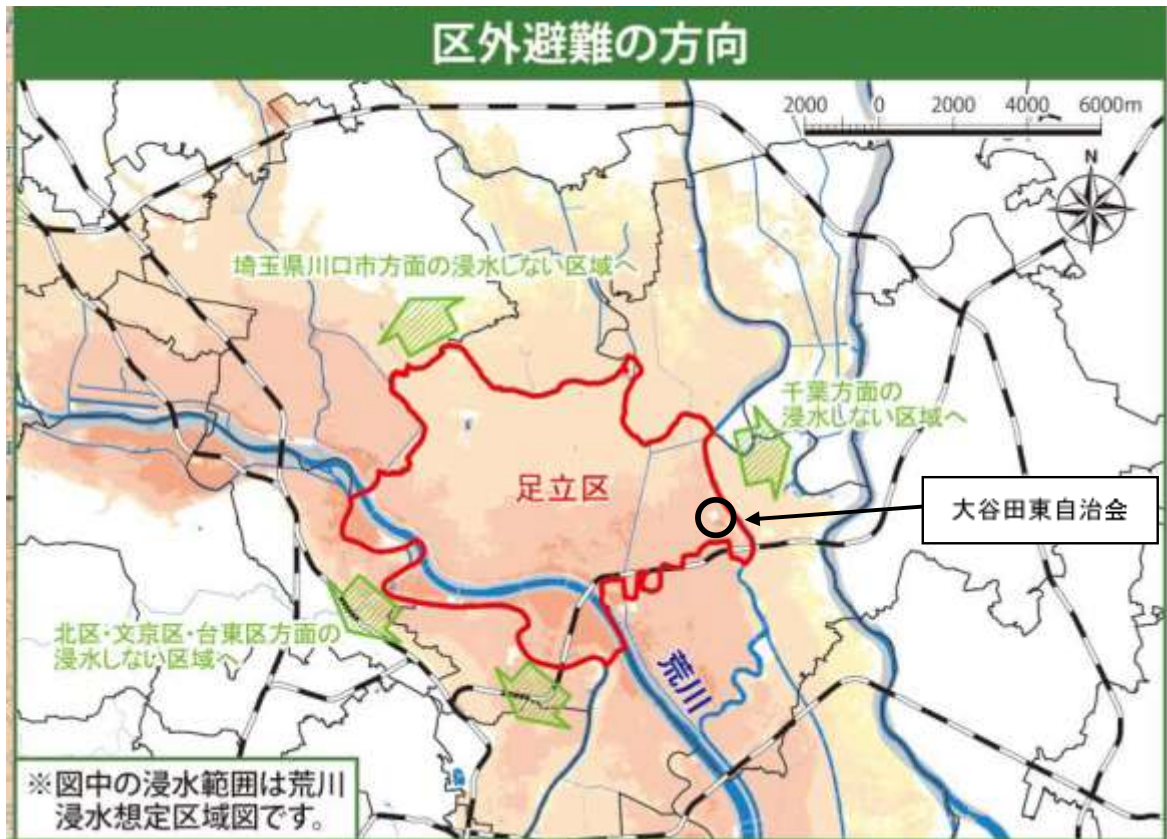 区外避難の方向
2000 0 2000 4000 6000m
N
埼玉県川口市方面の浸水しない区域へ
千葉方面の
浸水しない区域へ
足立区
大谷田東自治会
北区・文京区・台東区方面の
浸水しない区域へ
荒川
※図中の浸水範囲は荒川
浸水想定区域図です。